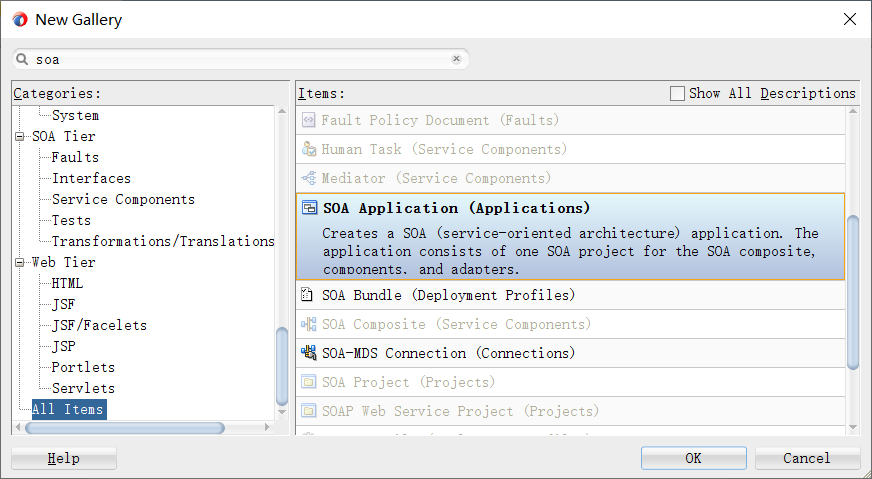 New Gallery
soa
Categories:
System
SOA Tier
Faults
Interfaces
Service Components
Tests
Transformations/Translations
Web Tier
HTML
JSF
JSF/Facelets
JSP
Portlets
Servlets
All Items
Items:
Show All Descriptions
Fault Policy Document (Faults)
Human Task (Service Components)
Mediator (Service Components)
SOA Application (Applications)
Creates a SOA (service-oriented architecture) application. The
application consists of one SOA project for the SOA composite,
components, and adapters.
SOA Bundle (Deployment Profiles)
SOA Composite (Service Components)
SOA-MDS Connection (Connections)
SOA Project (Projects)
SOAP Web Service Project (Projects)
Help
OK
Cancel